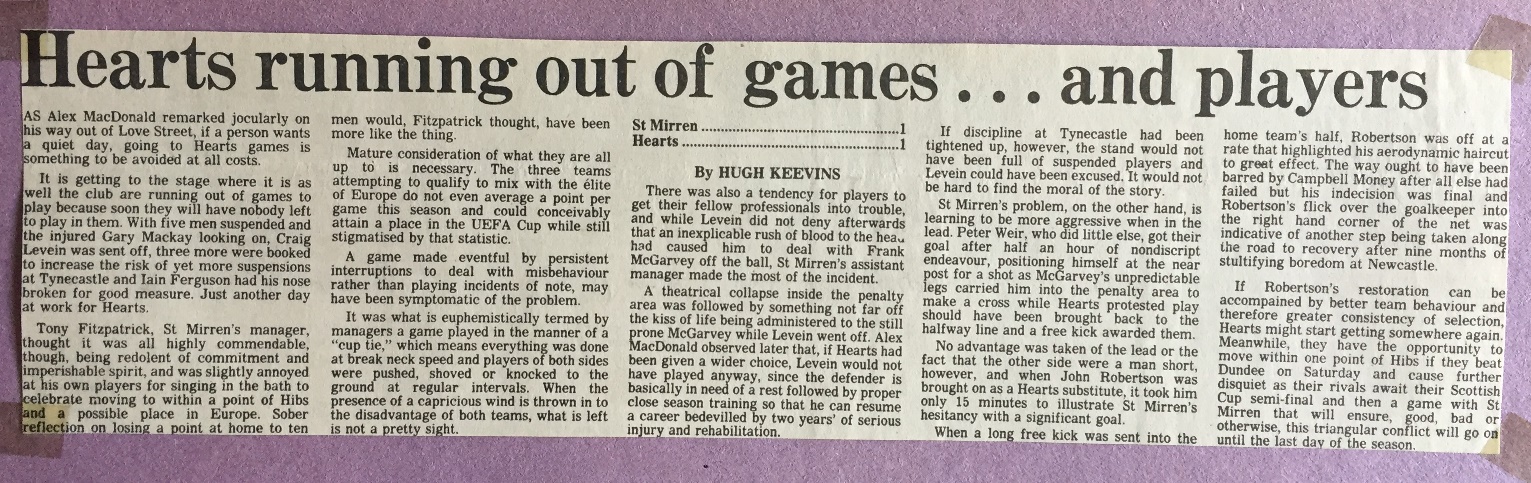 Hearts running out of games . . . and players
AS Alex MacDonald remarked jocularly on
his way out of Love Street, if a person wants
a quiet day, going to Hearts games is
something to be avoided at all costs.
It is getting to the stage where it is as
well the club are running out of games to
play because soon they will have nobody left
to play in them. With five men suspended and
the injured Gary Mackay looking on, Craig
Levein was sent off, three more were booked
to increase the risk of yet more suspensions
at Tynecastle and Iain Ferguson had his nose
broken for good measure. Just another day
at work for Hearts.
Tony Fitzpatrick, St Mirren's manager,
thought it was all highly commendable,
though, being redolent of commitment and
imperishable spirit, and was slightly annoyed
at his own players for singing in the bath to
celebrate moving to within a point of Hibs
and a possible place in Europe. Sober
reflection on losing a point at home to ten
men would, Fitzpatrick thought, have been
more like the thing.
Mature consideration of what they are all
up to is necessary. The three teams
attempting to qualify to mix with the élite
of Europe do not even average a point per
game this season and could conceivably
attain a place in the UEFA Cup while still
stigmatised by that statistic.
A game made eventful by persistent
interruptions to deal with misbehaviour
rather than playing incidents of note, may
have been symptomatic of the problem.
It was what is euphemistically termed by
managers a game played in the manner of a
"cup tie," which means everything was done
at break neck speed and players of both sides
were pushed, shoved or knocked to the
ground at regular intervals. When the
presence of a capricious wind is thrown in to
the disadvantage of both teams, what is left
is not a pretty sight.
St Mirren ..........................................1
Hearts ..............................................1
By HUGH KEEVINS
There was also a tendency for players to
get their fellow professionals into trouble,
and while Levein did not deny afterwards
that an inexplicable rush of blood to the head
had caused him to deal with Frank
McGarvey off the ball, St Mirren's assistant
manager made the most of the incident.
A theatrical collapse inside the penalty
area was followed by something not far off
the kiss of life being administered to the still
prone McGarvey while Levein went off. Alex
MacDonald observed later that, if Hearts had
been given a wider choice, Levein would not
have played anyway, since the defender is
basically in need of a rest followed by proper
close season training so that he can resume
a career bedevilled by two years' of serious
injury and rehabilitation.
If discipline at Tynecastle had been
tightened up, however, the stand would not
have been full of suspended players and
Levein could have been excused. It would not
be hard to find the moral of the story.
St Mirren's problem, on the other hand, is
learning to be more aggressive when in the
lead. Peter Weir, who did little else, got their
goal after half an hour of nondiscript
endeavour, positioning himself at the near
post for a shot as McGarvey's unpredictable
legs carried him into the penalty area to
make a cross while Hearts protested play
should have been brought back to the
halfway line and a free kick awarded them.
No advantage was taken of the lead or the
fact that the other side were a man short,
however, and when John Robertson was
brought on as a Hearts substitute, it took him
only 15 minutes to illustrate St Mirren's
hesitancy with a significant goal.
When a long free kick was sent into the
home team's half, Robertson was off at a
rate that highlighted his aerodynamic haircut
to great effect. The way ought to have been
barred by Campbell Money after all else had
failed but his indecision was final and
Robertson's flick over the goalkeeper into
the right hand corner of the net was
indicative of another step being taken along
the road to recovery after nine months of
stultifying boredom at Newcastle.
If Robertson's restoration can be
accompanied by better team behaviour and
therefore greater consistency of selection,
Hearts might start getting somewhere again.
Meanwhile, they have the opportunity to
move within one point of Hibs if they beat
Dundee on Saturday and cause further
disquiet as their rivals await their Scottish
Cup semi-final and then a game with St
Mirren that will ensure, good, bad or
otherwise, this triangular conflict will go on
until the last day of the season.